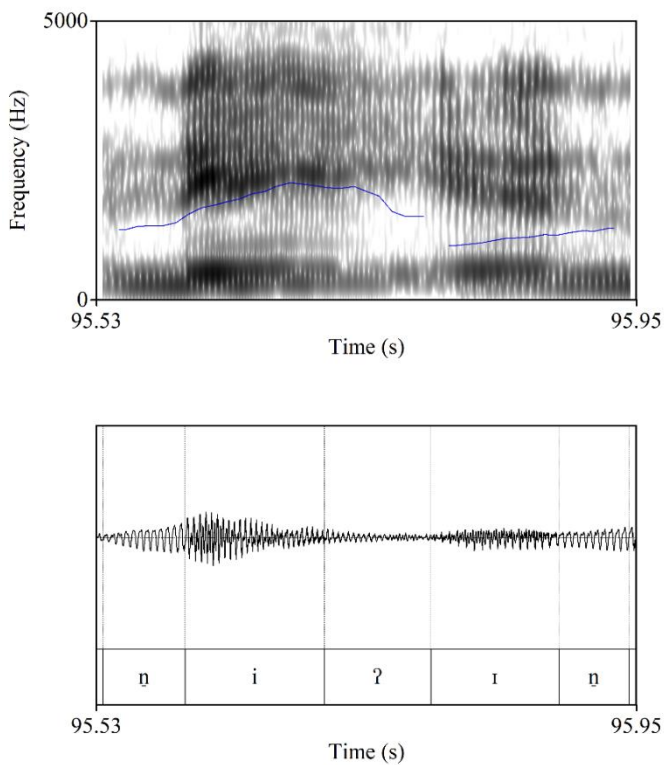 5000
Frequency (Hz)
0
95.53 95.95
Time (s)
n̠ i ʔ ɪ n̠
95.53 95.95
Time (s)